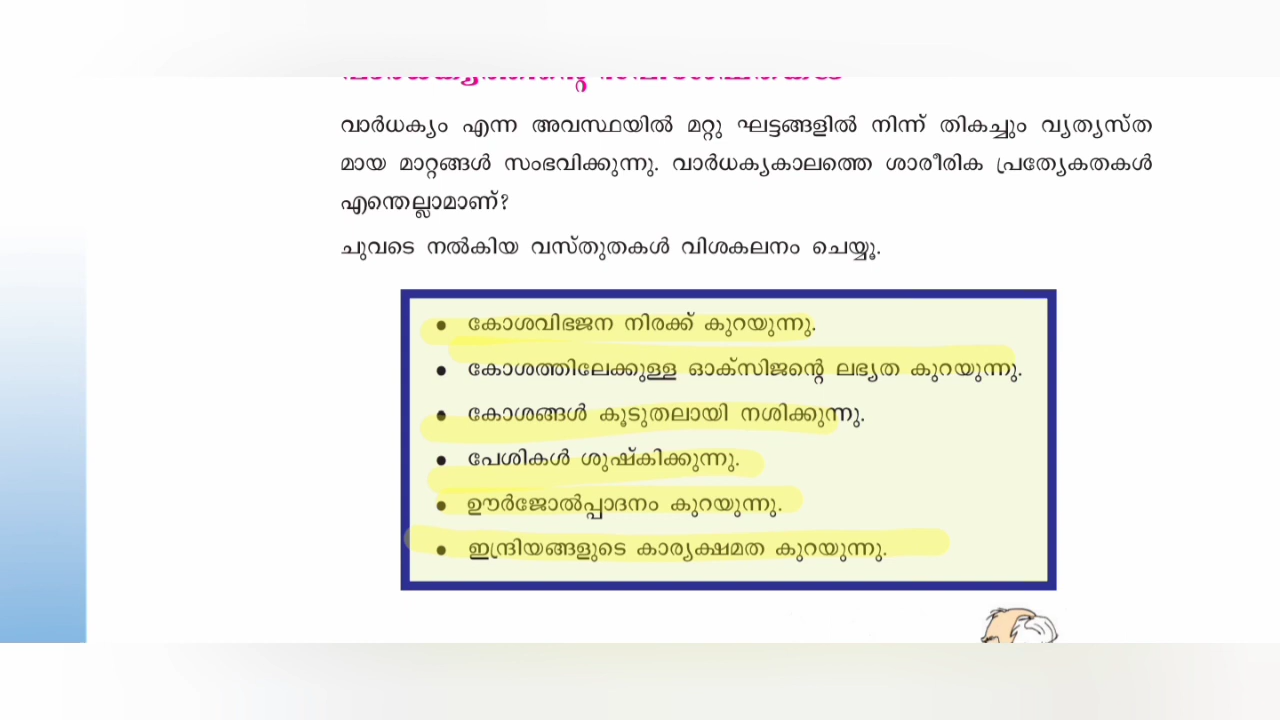 വാർധക്യം എന്ന അവസ്ഥയിൽ മറ്റു ഘട്ടങ്ങളിൽ നിന്ന് തികച്ചും വ്യത്യസ്ത
മായ മാറ്റങ്ങൾ സംഭവിക്കുന്നു. വാർധക്യകാലത്തെ ശാരീരിക പ്രത്യേകതകൾ
എന്തെല്ലാമാണ്?
ചുവടെ നൽകിയ വസ്തുതകൾ വിശകലനം ചെയ്യൂ.
• കോശവിഭജന നിരക്ക് കുറയുന്നു.
• കോശത്തിലേക്കുള്ള ഓക്സിജന്റെ ലഭ്യത കുറയുന്നു.
• കോശങ്ങൾ കൂടുതലായി നശിക്കുന്നു.
• പേശികൾ ശുഷ്കിക്കുന്നു.
• ഊർജോൽപ്പാദനം കുറയുന്നു.
• ഇന്ദ്രിയങ്ങളുടെ കാര്യക്ഷമത കുറയുന്നു.